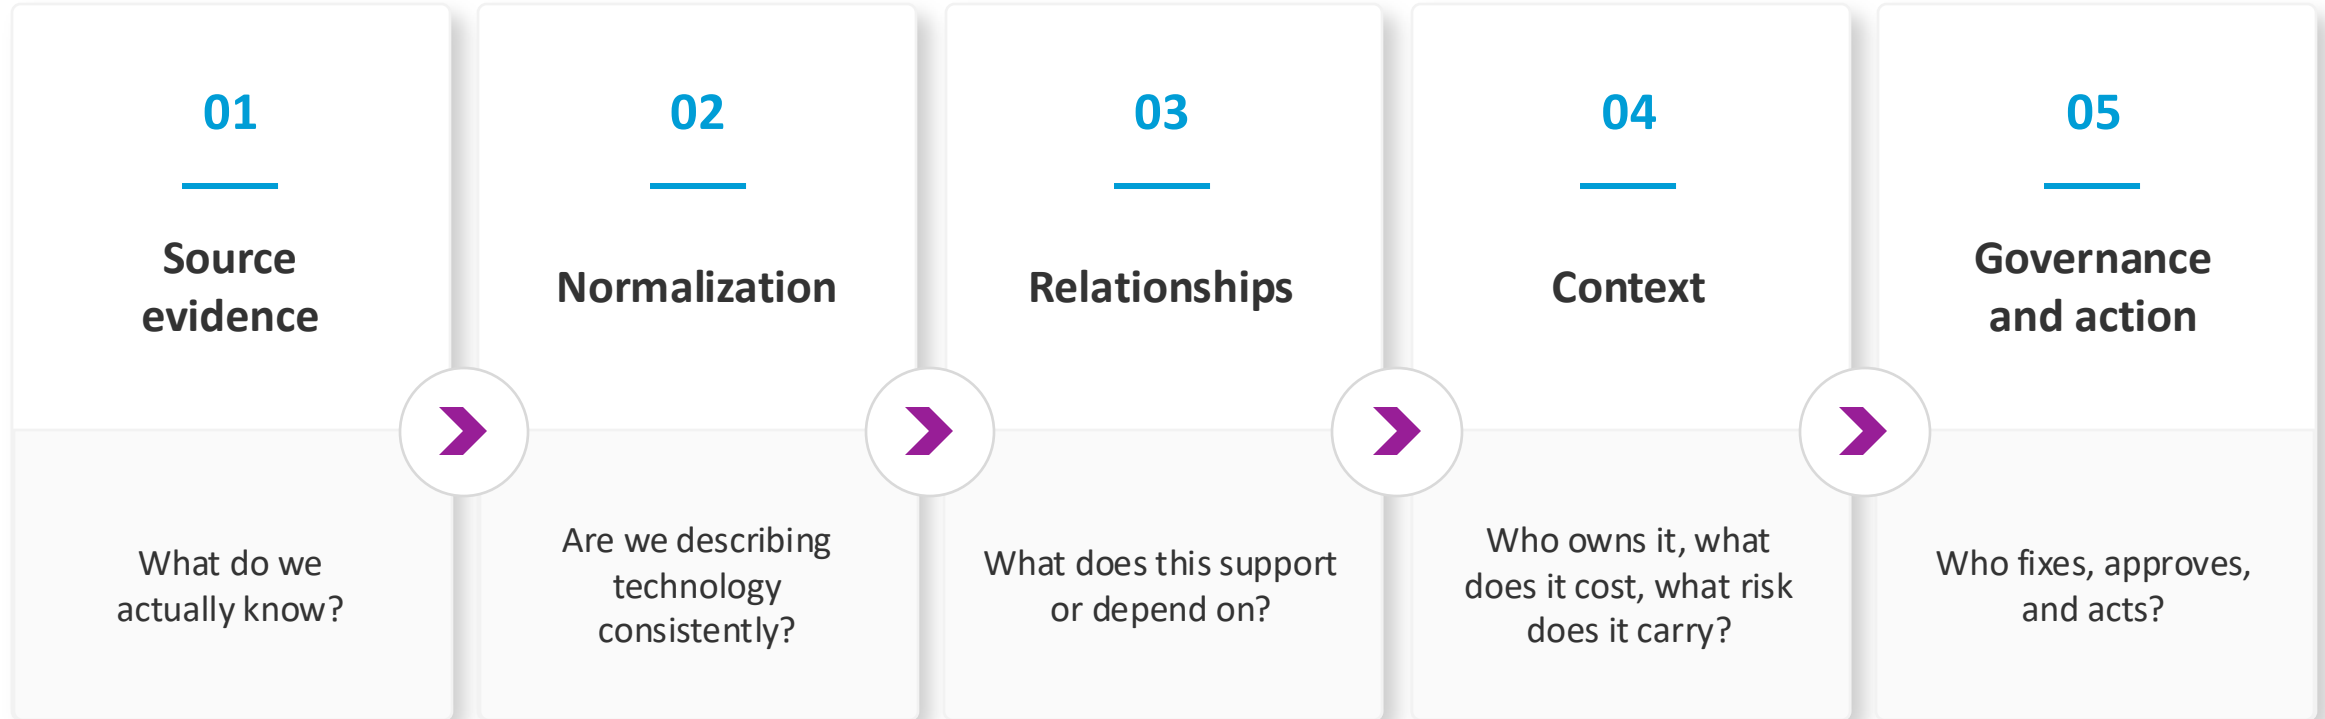 01
Source
evidence
What do we
actually know?
02
Normalization
Are we describing
technology
consistently?
03
Relationships
What does this support
or depend on?
04
Context
Who owns it, what
does it cost, what risk
does it carry?
05
Governance
and action
Who fixes, approves,
and acts?